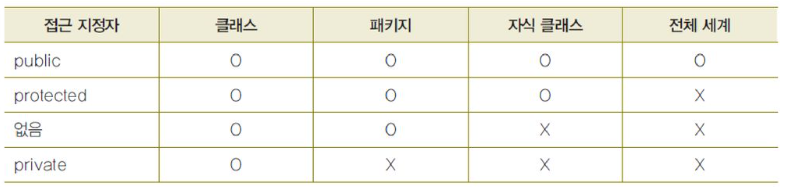 접근 지정자 클래스 패키지 자식 클래스 전체 세계
public O O O O
protected O O O X
없음 O O X X
private O X X X